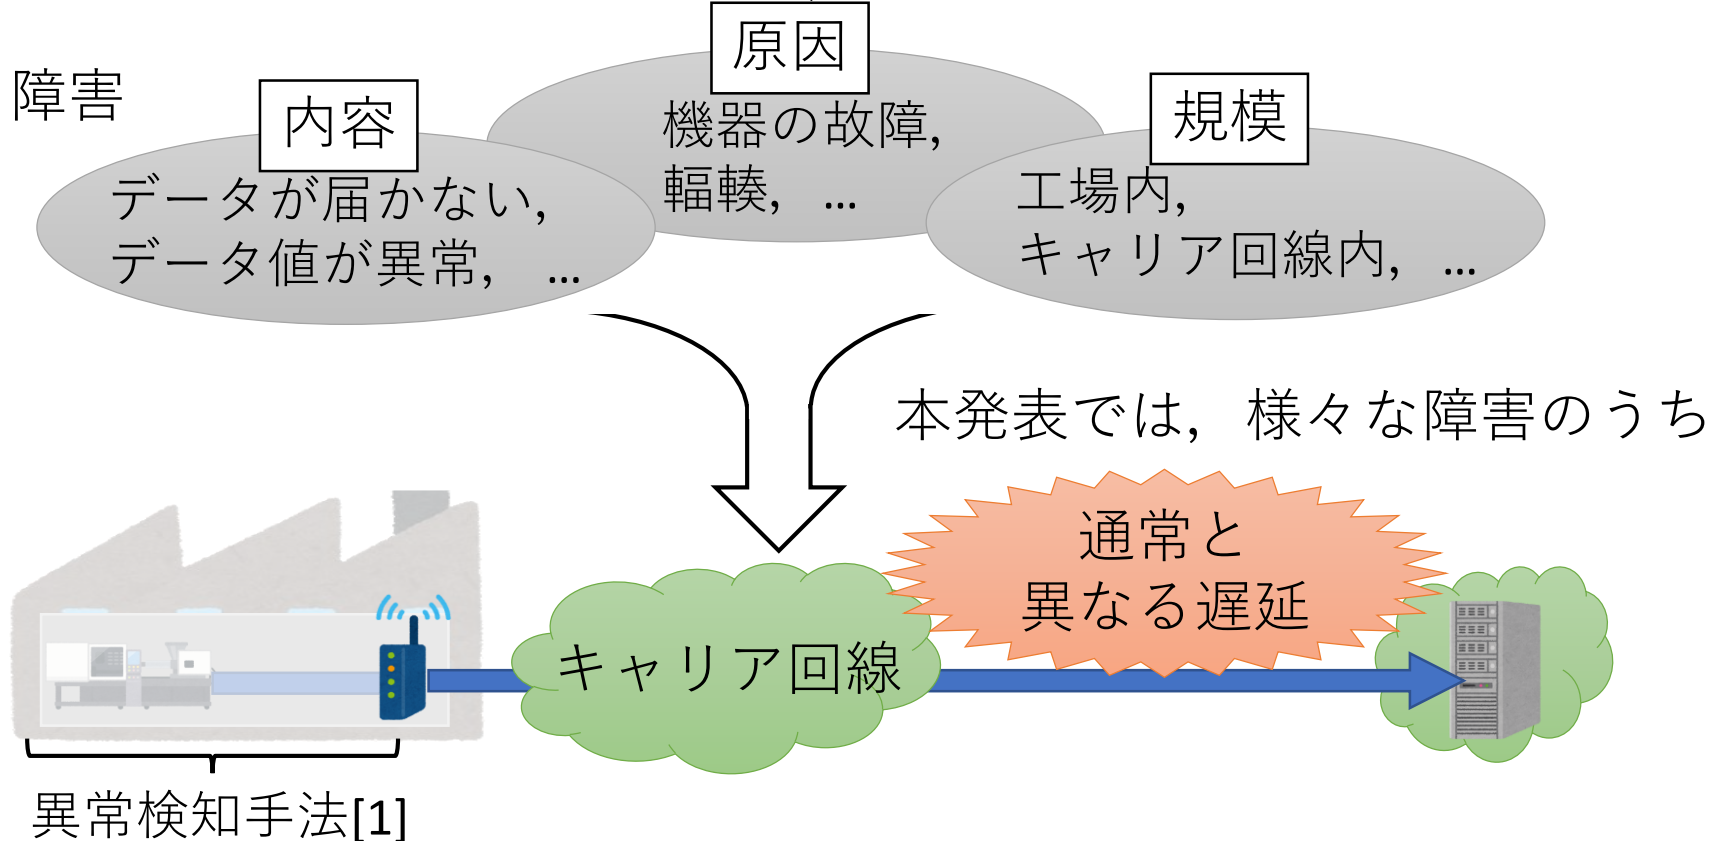 障害
内容
データが届かない,
データ値が異常, ...
原因
機器の故障,
輻輳, ...
規模
工場内,
キャリア回線内, ...
本発表では, 様々な障害のうち
通常と
異なる遅延
キャリア回線
異常検知手法[1]